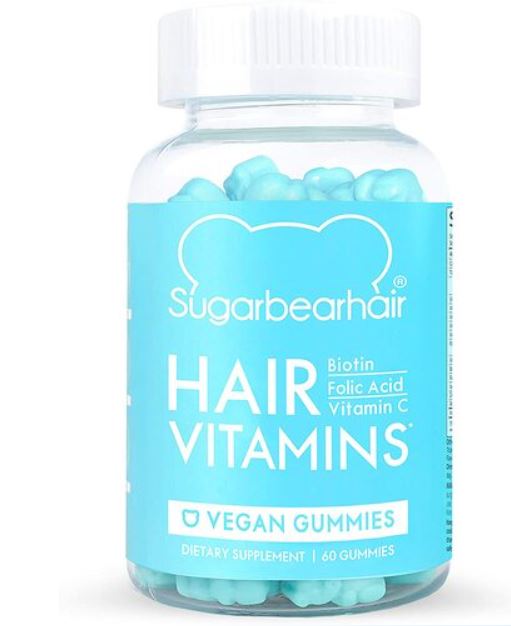 Sugarbearhair®
HAIR
Biotin
Folic Acid
Vitamin C
VITAMINS*
VEGAN GUMMIES
DIETARY SUPPLEMENT | 60 GUMMIES